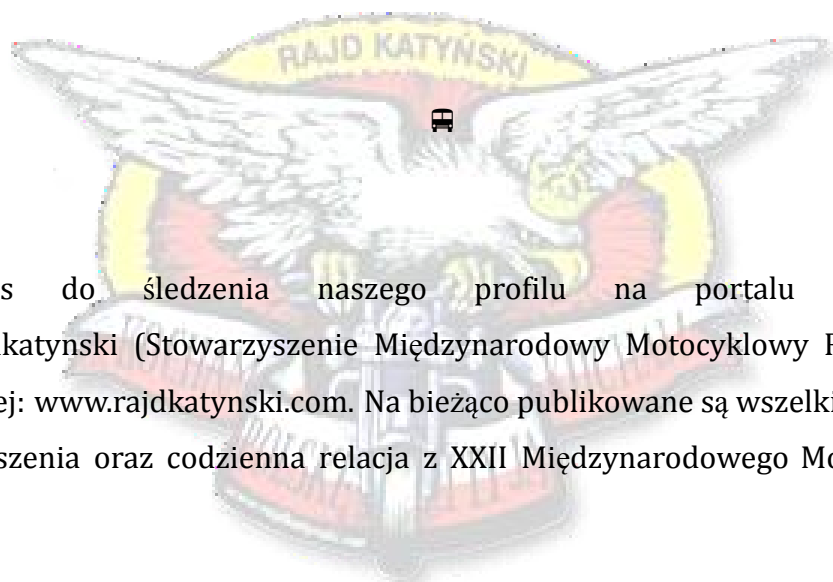 RAJD KATYŃSKI
s do śledzenia naszego profilu na portalu
katynski (Stowarzyszenie Międzynarodowy Motocyklowy
ej: www.rajdkatynski.com. Na bieżąco publikowane są wszelki
szenia oraz codzienna relacja z XXII Międzynarodowego Mo